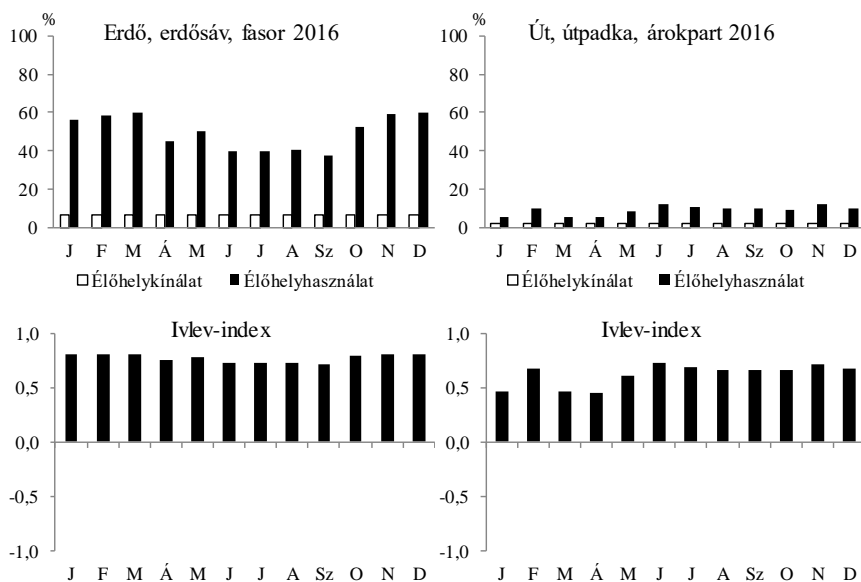 %
Erdő, erdősáv, fasor 2016
100
80
60
40
20
0
J F M Á M J J A Sz O N D
Élőhelykínálat Élőhelyhasználat
%
Út, útpadka, árokpart 2016
100
80
60
40
20
0
J F M Á M J J A Sz O N D
Élőhelykínálat Élőhelyhasználat
Ivlev-index
1,0
0,5
0,0
-0,5
-1,0
J F M Á M J J A Sz O N D
Ivlev-index
1,0
0,5
0,0
-0,5
-1,0
J F M Á M J J A Sz O N D